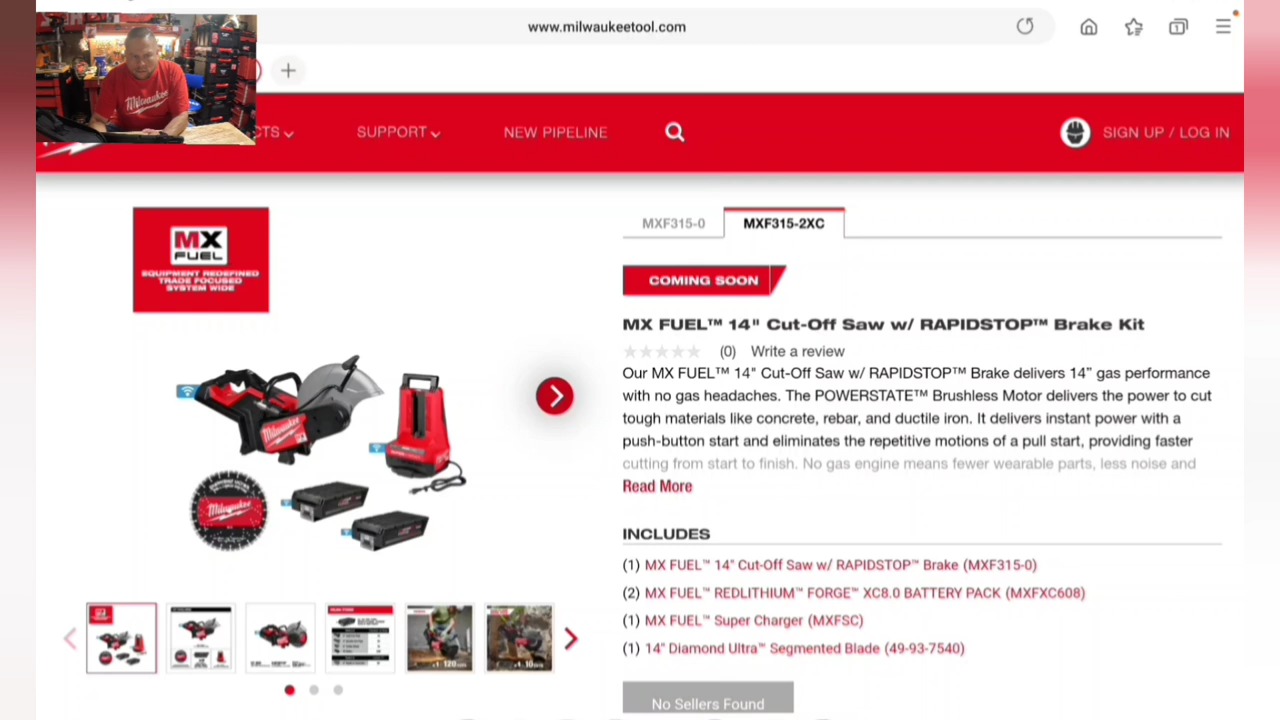 www.milwaukeetool.com
1
Milwaukee
CTS
SUPPORT
NEW PIPELINE
SIGN UP / LOG IN
MX
FUEL
EQUIPMENT REDEFINED
TRADE FOCUSED
SYSTEM WIDE
MXF315-0
MXF315-2XC
COMING SOON
MX FUEL™ 14" Cut-Off Saw w/ RAPIDSTOP™ Brake Kit
(0) Write a review
Our MX FUEL™ 14" Cut-Off Saw w/ RAPIDSTOP™ Brake delivers 14” gas performance
with no gas headaches. The POWERSTATE™ Brushless Motor delivers the power to cut
tough materials like concrete, rebar, and ductile iron. It delivers instant power with a
push-button start and eliminates the repetitive motions of a pull start, providing faster
cutting from start to finish. No gas engine means fewer wearable parts, less noise and
Read More
Milwaukee
Milwaukee
INCLUDES
(1) MX FUEL™ 14" Cut-Off Saw w/ RAPIDSTOP™ Brake (MXF315-0)
(2) MX FUEL™ REDLITHIUM™ FORGE™ XC8.0 BATTERY PACK (MXFXC608)
(1) MX FUEL™ Super Charger (MXFSC)
(1) 14" Diamond Ultra™ Segmented Blade (49-93-7540)
No Sellers Found